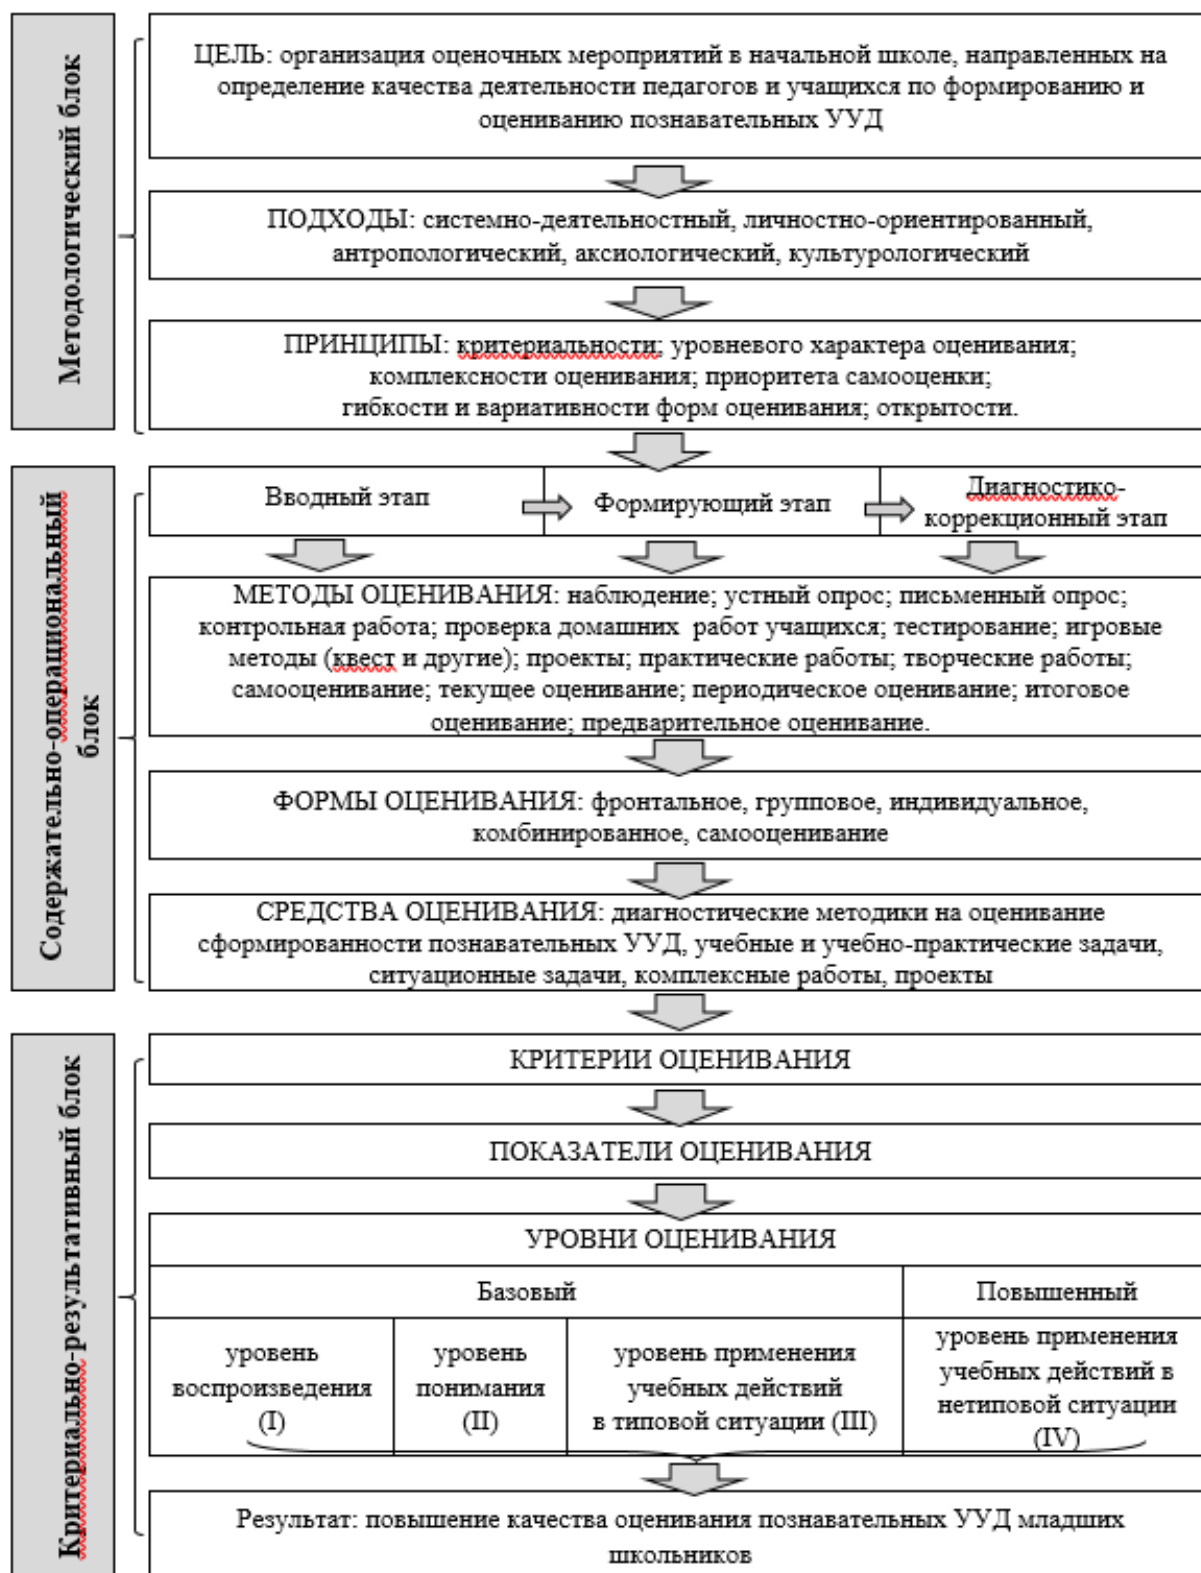 Методологический блок
ЦЕЛЬ: организация оценочных мероприятий в начальной школе, направленных на
определение качества деятельности педагогов и учащихся по формированию и
оцениванию познавательных УУД
ПОДХОДЫ: системно-деятельностный, личностно-ориентированный,
антропологический, аксиологический, культурологический
ПРИНЦИПЫ: критериальности; уровневого характера оценивания;
комплексности оценивания; приоритета самооценки;
гибкости и вариативности форм оценивания; открытости.
Содержательно-операциональный
блок
Вводный этап
Формирующий этап
Диагностико-
коррекционный этап
МЕТОДЫ ОЦЕНИВАНИЯ: наблюдение; устный опрос; письменный опрос;
контрольная работа; проверка домашних работ учащихся; тестирование; игровые
методы (квест и другие); проекты; практические работы; творческие работы;
самооценивание; текущее оценивание; периодическое оценивание; итоговое
оценивание; предварительное оценивание.
ФОРМЫ ОЦЕНИВАНИЯ: фронтальное, групповое, индивидуальное,
комбинированное, самооценивание
СРЕДСТВА ОЦЕНИВАНИЯ: диагностические методики на оценивание
сформированности познавательных УУД, учебные и учебно-практические задачи,
ситуационные задачи, комплексные работы, проекты
Критериально-результативный блок
КРИТЕРИИ ОЦЕНИВАНИЯ
ПОКАЗАТЕЛИ ОЦЕНИВАНИЯ
УРОВНИ ОЦЕНИВАНИЯ
Базовый
Повышенный
уровень
воспроизведения
(I)
уровень
понимания
(II)
уровень применения
учебных действий
в типовой ситуации (III)
уровень применения
учебных действий в
нетиповой ситуации
(IV)
Результат: повышение качества оценивания познавательных УУД младших
школьников